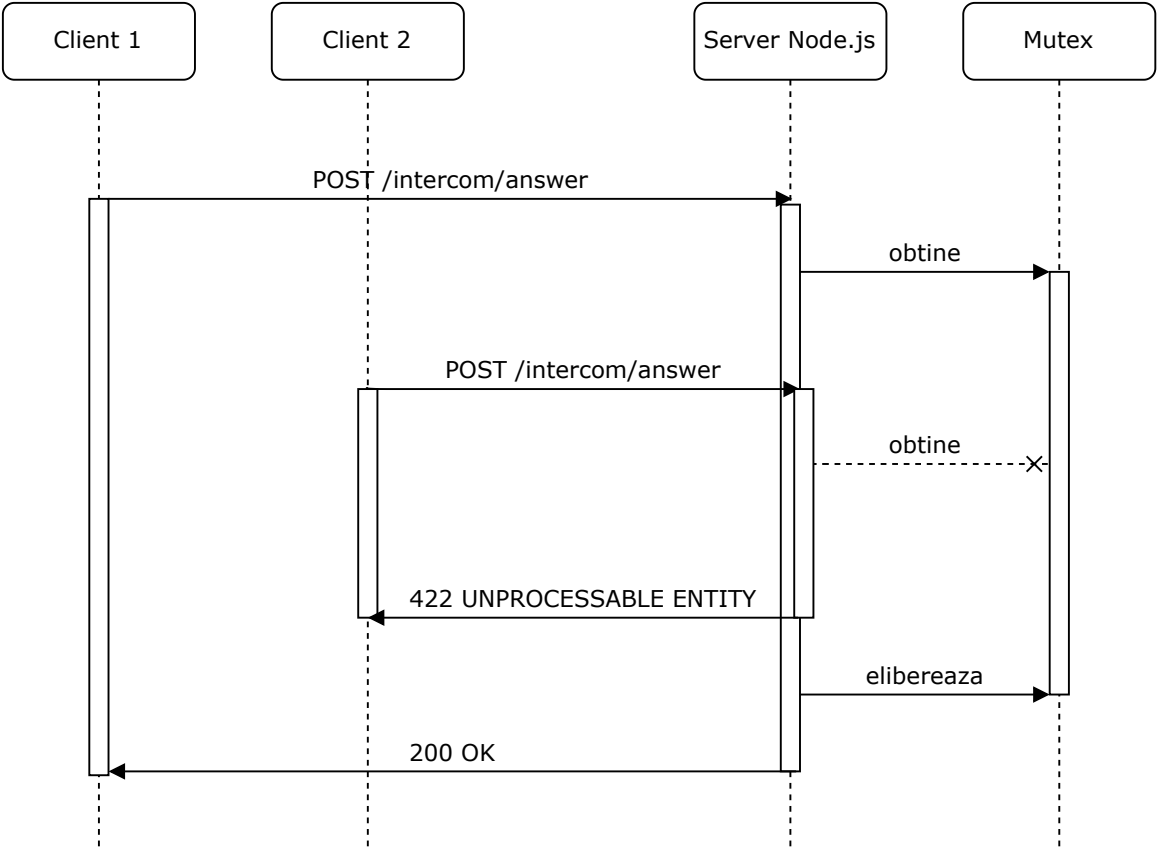 Client 1
Client 2
Server Node.js
Mutex
POST /intercom/answer
obtine
POST /intercom/answer
obtine
422 UNPROCESSABLE ENTITY
elibereaza
200 OK